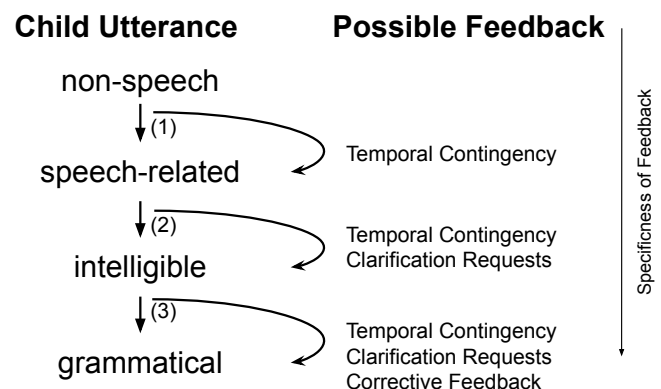 Child Utterance
Possible Feedback
non-speech
(1)
Temporal Contingency
speech-related
(2)
Temporal Contingency
Clarification Requests
intelligible
(3)
Temporal Contingency
Clarification Requests
Corrective Feedback
grammatical
Specificness of Feedback